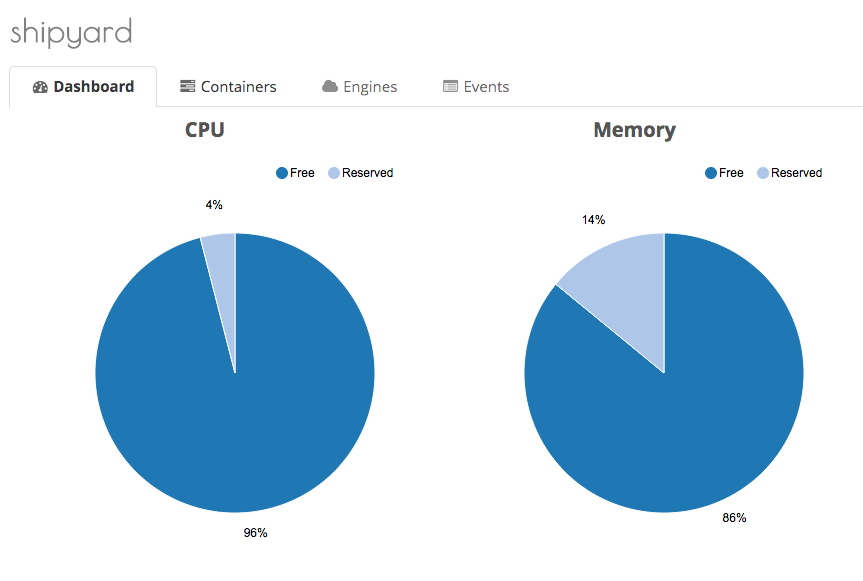 shipyard
Dashboard Containers Engines Events
CPU Memory
Free Reserved Free Reserved
4%
14%
86%
96%